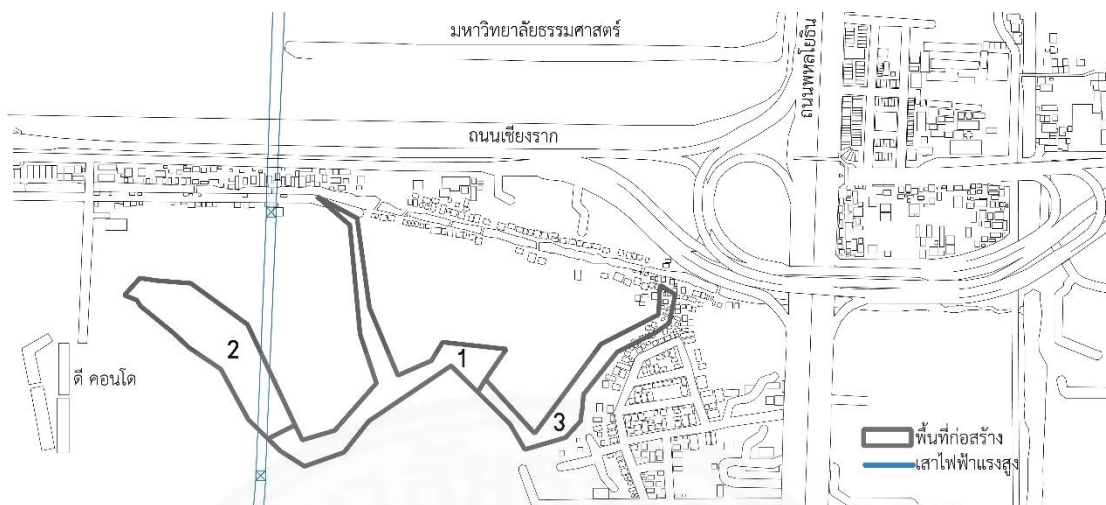 มหาวิทยาลัยธรรมศาสตร์
ถนนพหลโยธิน
ถนนเชียงราก
1
2
ดี คอนโด
3
พื้นที่ก่อสร้าง
เสาไฟฟ้าแรงสูง